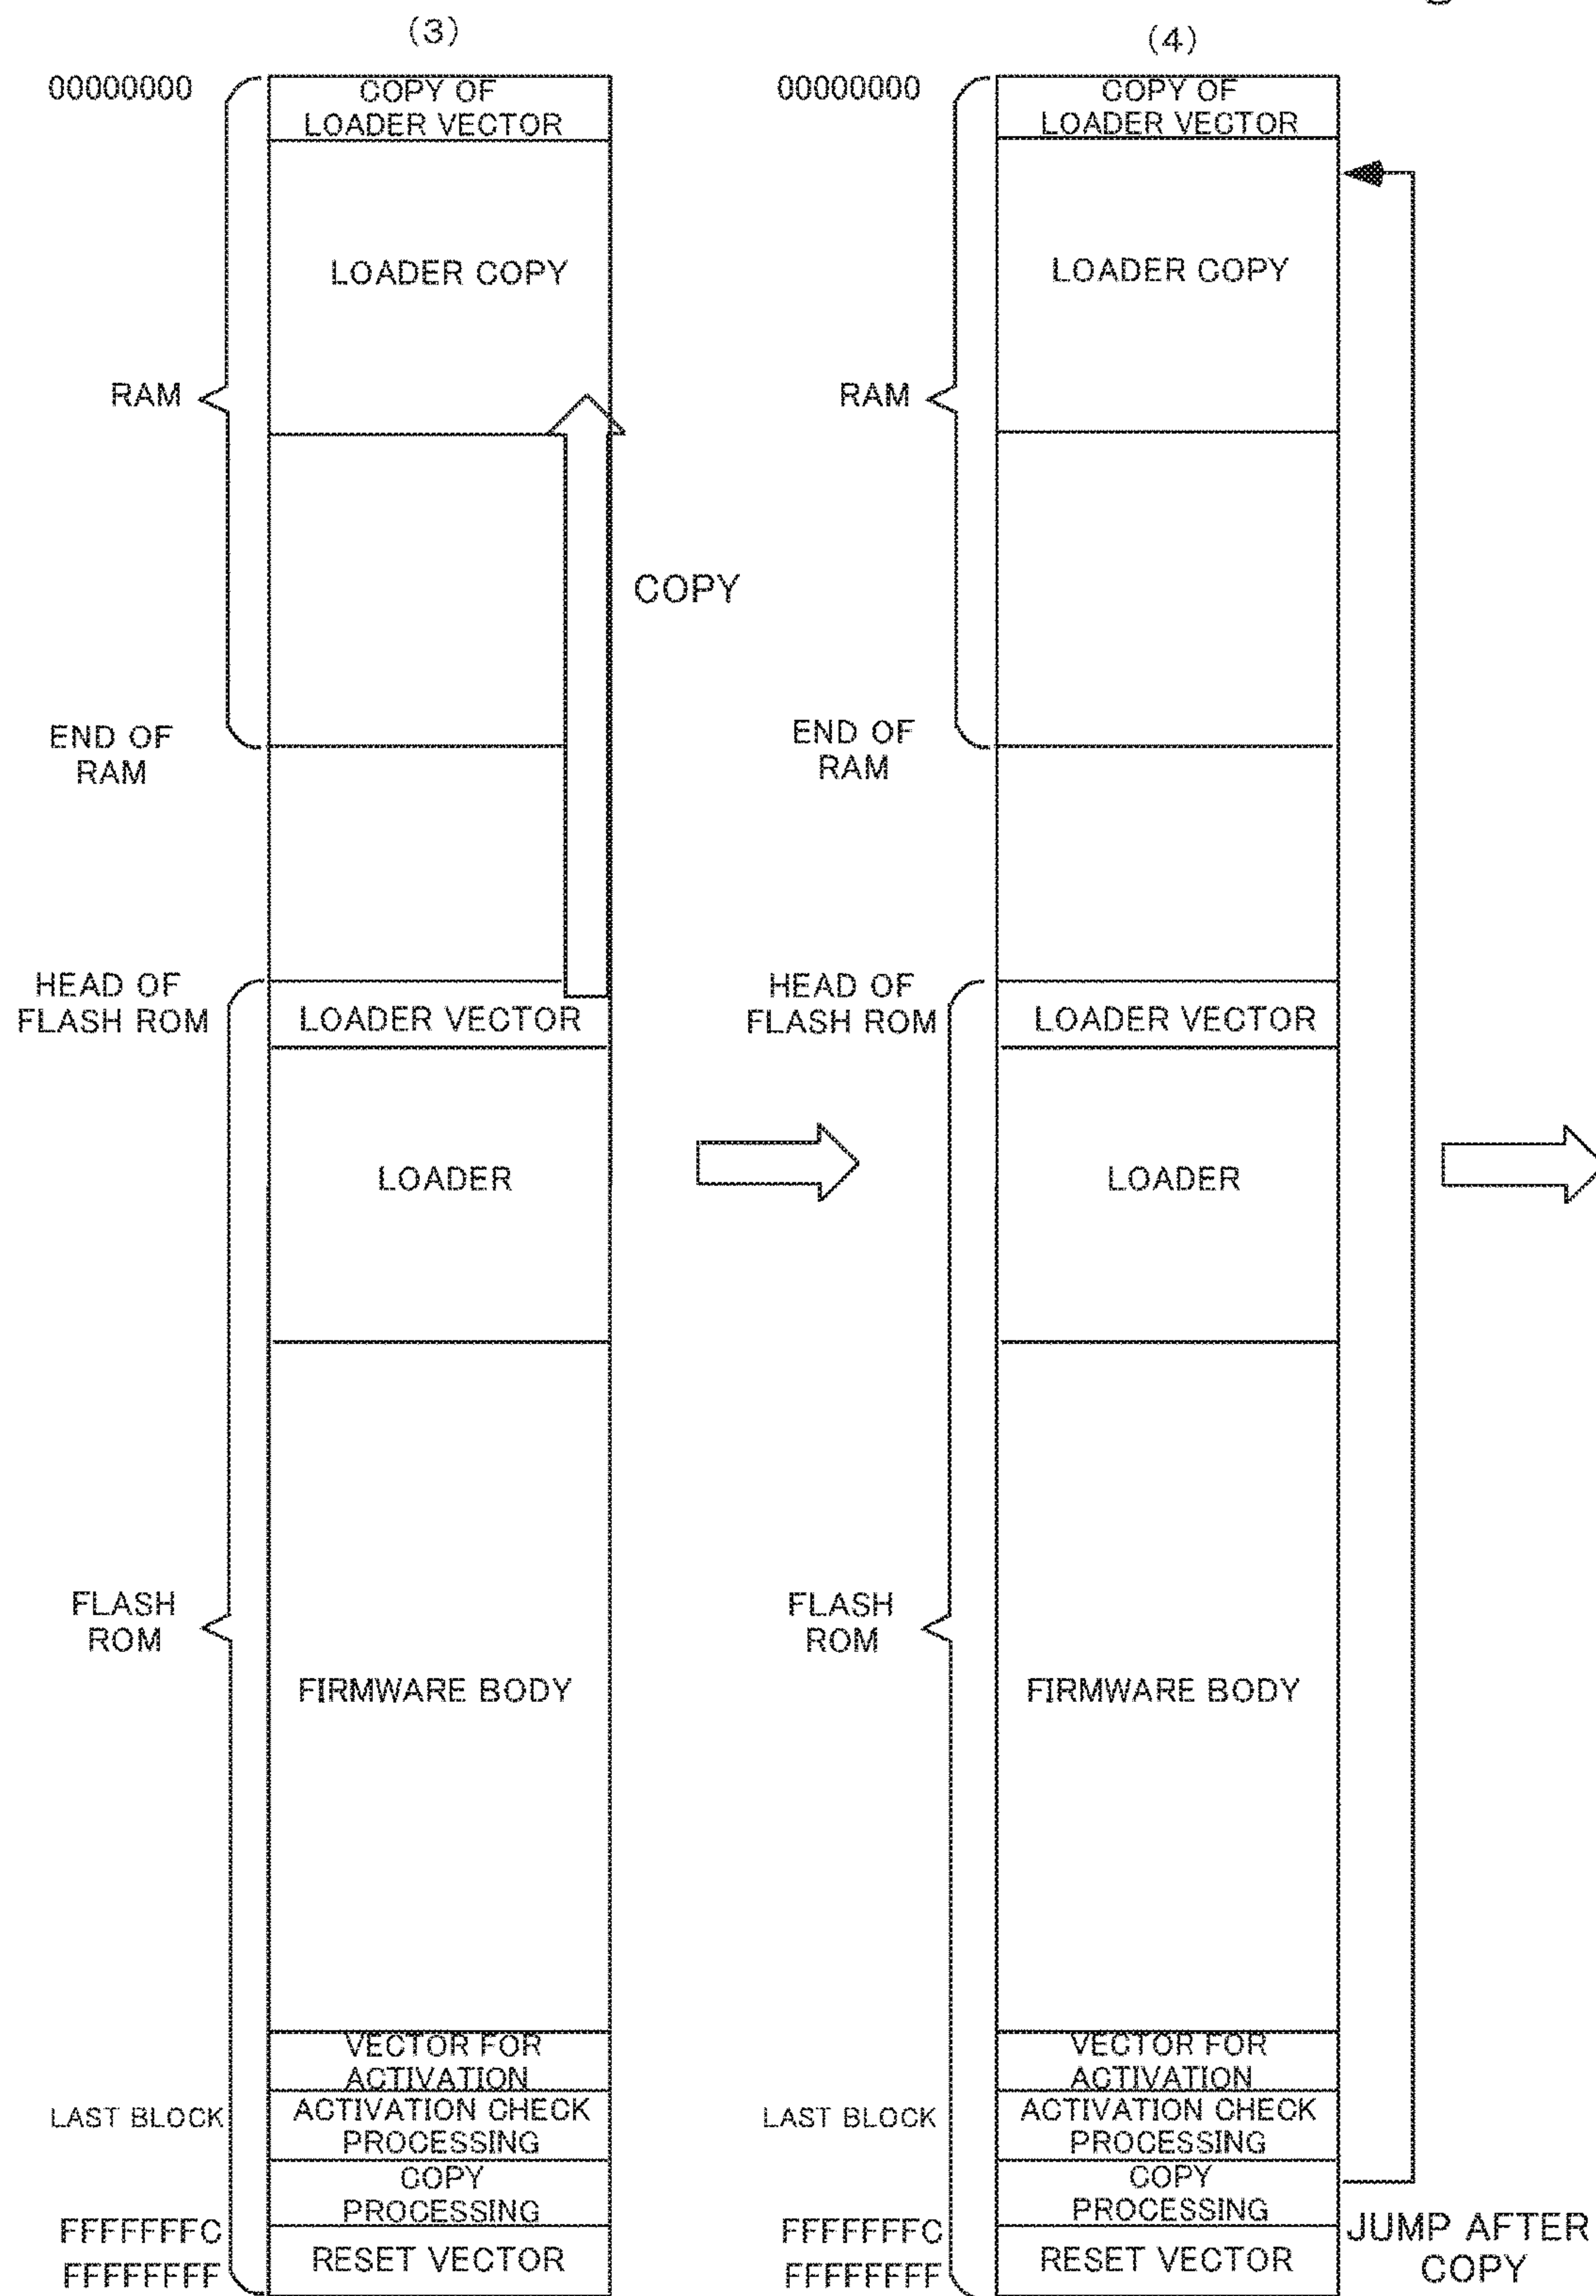 (3)
00000000
COPY OF
LOADER VECTOR
LOADER COPY
RAM
COPY
END OF
RAM
HEAD OF
FLASH ROM
LOADER VECTOR
LOADER
FLASH
ROM
FIRMWARE BODY
VECTOR FOR
ACTIVATION
LAST BLOCK
ACTIVATION CHECK
PROCESSING
COPY
PROCESSING
FFFFFFFC
RESET VECTOR
FFFFFFFF
(4)
00000000
COPY OF
LOADER VECTOR
LOADER COPY
RAM
END OF
RAM
HEAD OF
FLASH ROM
LOADER VECTOR
LOADER
FLASH
ROM
FIRMWARE BODY
VECTOR FOR
ACTIVATION
LAST BLOCK
ACTIVATION CHECK
PROCESSING
COPY
PROCESSING
FFFFFFFC
RESET VECTOR
FFFFFFFF
JUMP AFTER
COPY